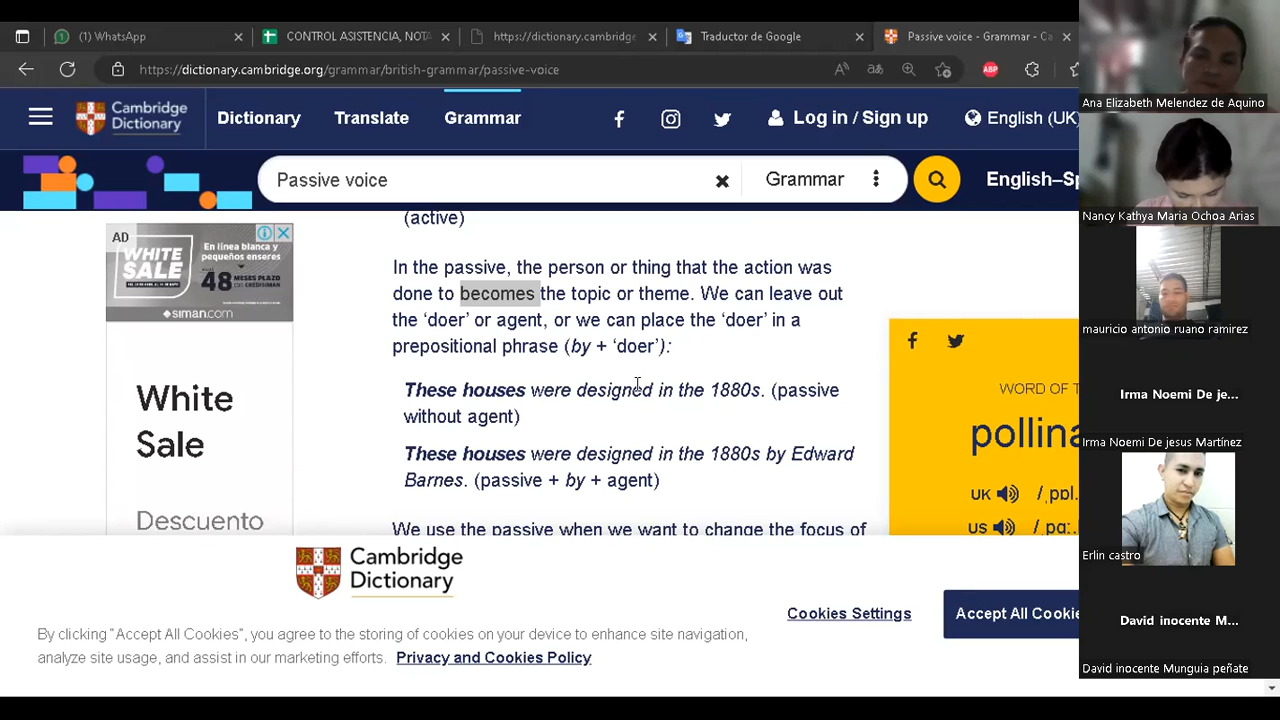 (1) WhatsApp
CONTROL ASISTENCIA, NOTA
https://dictionary.cambridge
Traductor de Google
Passive voice - Grammar - Ca
https://dictionary.cambridge.org/grammar/british-grammar/passive-voice
ABP
Cambridge
Dictionary
Dictionary
Translate
Grammar
Log in / Sign up
English (UK)
Passive voice
Grammar
English–Sp
(active)
AD
WHITE
SALE
En línea blanca y
pequeños enseres
48 MESES PLAZO
siman.com
White
Sale
Descuento
In the passive, the person or thing that the action was
done to becomes the topic or theme. We can leave out
the ‘doer’ or agent, or we can place the ‘doer’ in a
prepositional phrase (by + ‘doer’):
These houses were designed in the 1880s. (passive
without agent)
These houses were designed in the 1880s by Edward
Barnes. (passive + by + agent)
We use the passive when we want to change the focus of
WORD OF T
pollina
UK /ˌpɒl.
US /ˌpɑː.
Cambridge
Dictionary
By clicking “Accept All Cookies”, you agree to the storing of cookies on your device to enhance site navigation,
analyze site usage, and assist in our marketing efforts. Privacy and Cookies Policy
Cookies Settings
Accept All Cookie
Ana Elizabeth Melendez de Aquino
Nancy Kathya Maria Ochoa Arias
mauricio antonio ruano ramirez
Irma Noemi De je...
Irma Noemi De jesus Martínez
Erlin castro
David inocente M...
David inocente Munguia peñate